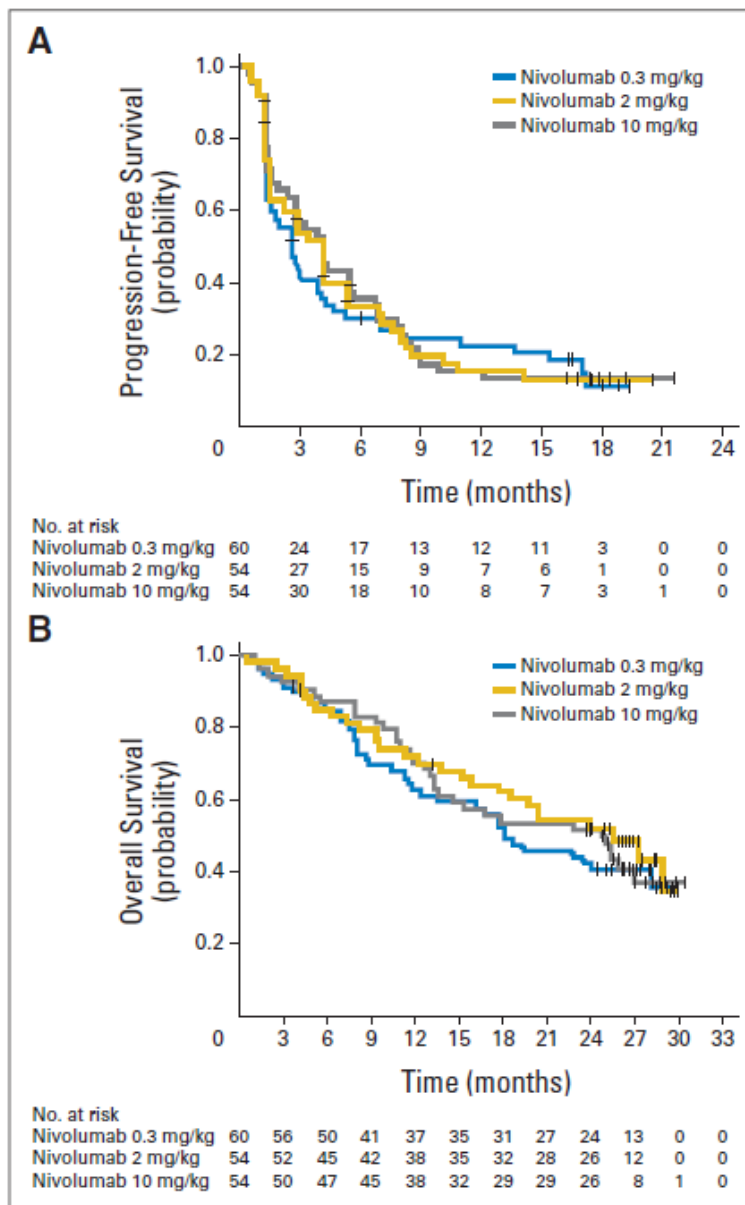 A
1.0
0.8
0.6
0.4
0.2
0
Progression-Free Survival
(probability)
Nivolumab 0.3 mg/kg
Nivolumab 2 mg/kg
Nivolumab 10 mg/kg
3 6 9 12 15 18 21 24
Time (months)
No. at risk
Nivolumab 0.3 mg/kg 60 24 17 13 12 11 3 0 0
Nivolumab 2 mg/kg 54 27 15 9 7 6 1 0 0
Nivolumab 10 mg/kg 54 30 18 10 8 7 3 1 0
B
1.0
0.8
0.6
0.4
0.2
0
Overall Survival
(probability)
Nivolumab 0.3 mg/kg
Nivolumab 2 mg/kg
Nivolumab 10 mg/kg
3 6 9 12 15 18 21 24 27 30 33
Time (months)
No. at risk
Nivolumab 0.3 mg/kg 60 56 50 41 37 35 31 27 24 13 0 0
Nivolumab 2 mg/kg 54 52 45 42 38 35 32 28 26 12 0 0
Nivolumab 10 mg/kg 54 50 47 45 38 32 29 29 26 8 1 0